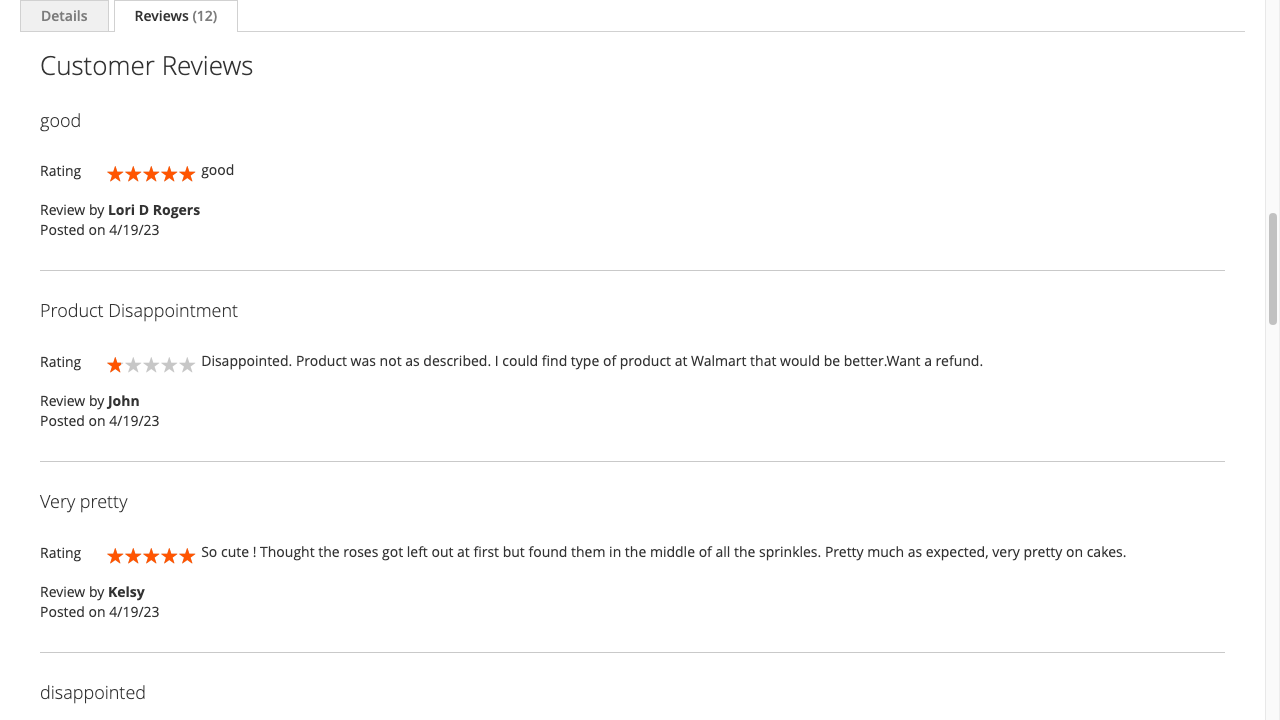 Details
Reviews (12)
Customer Reviews
good
Rating good
Review by Lori D Rogers
Posted on 4/19/23
Product Disappointment
Rating Disappointed. Product was not as described. I could find type of product at Walmart that would be better.Want a refund.
Review by John
Posted on 4/19/23
Very pretty
Rating So cute ! Thought the roses got left out at first but found them in the middle of all the sprinkles. Pretty much as expected, very pretty on cakes.
Review by Kelsy
Posted on 4/19/23
disappointed